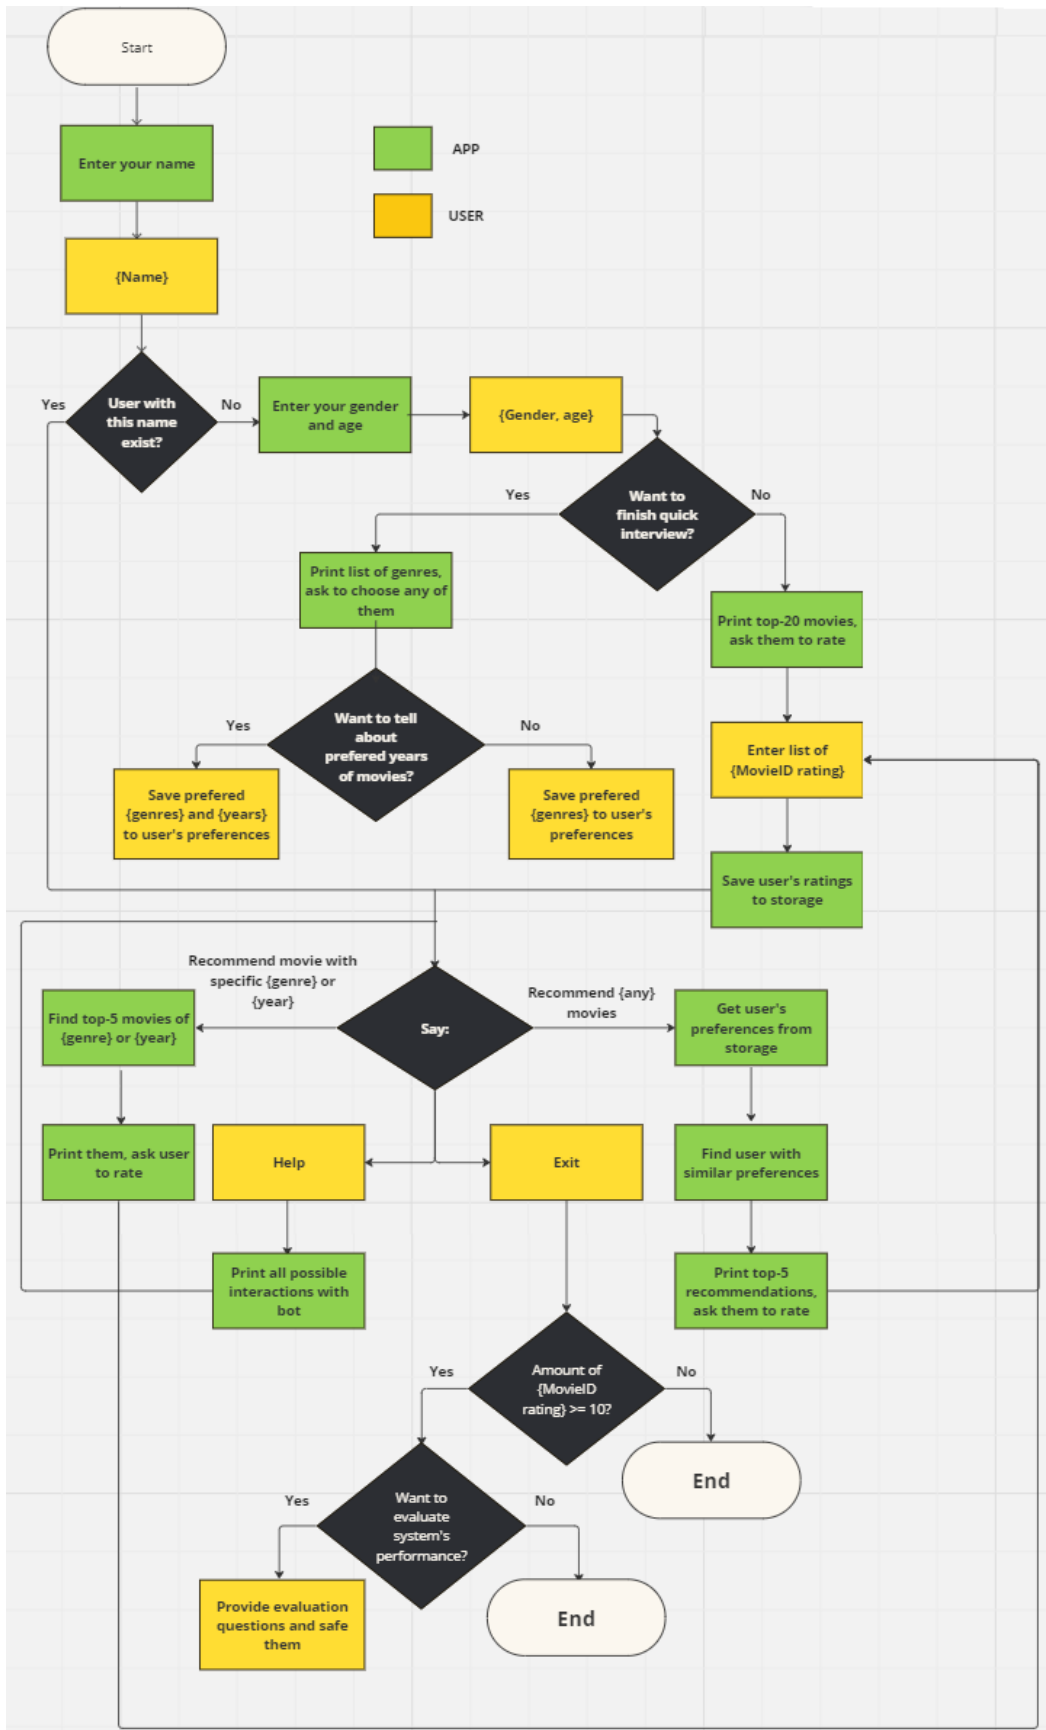 Start
Enter your name
APP
USER
{Name}
Yes
User with
this name
exist?
No
Enter your gender
and age
{Gender, age}
Yes
Want to
finish quick
interview?
No
Print list of genres,
ask to choose any of
them
Print top-20 movies,
ask them to rate
Yes
Want to tell
about
prefered years
of movies?
No
Enter list of
{MovieID rating}
Save prefered
{genres} and {years}
to user's preferences
Save prefered
{genres} to user's
preferences
Save user's ratings
to storage
Recommend movie with
specific {genre} or
{year}
Recommend {any}
movies
Find top-5 movies of
{genre} or {year}
Say:
Get user's
preferences from
storage
Print them, ask user
to rate
Help
Exit
Find user with
similar preferences
Print all possible
interactions with
bot
Print top-5
recommendations,
ask them to rate
Yes
Amount of
{MovieID
rating} >= 10?
No
End
Yes
Want to
evaluate
system's
performance?
No
Provide evaluation
questions and safe
them
End